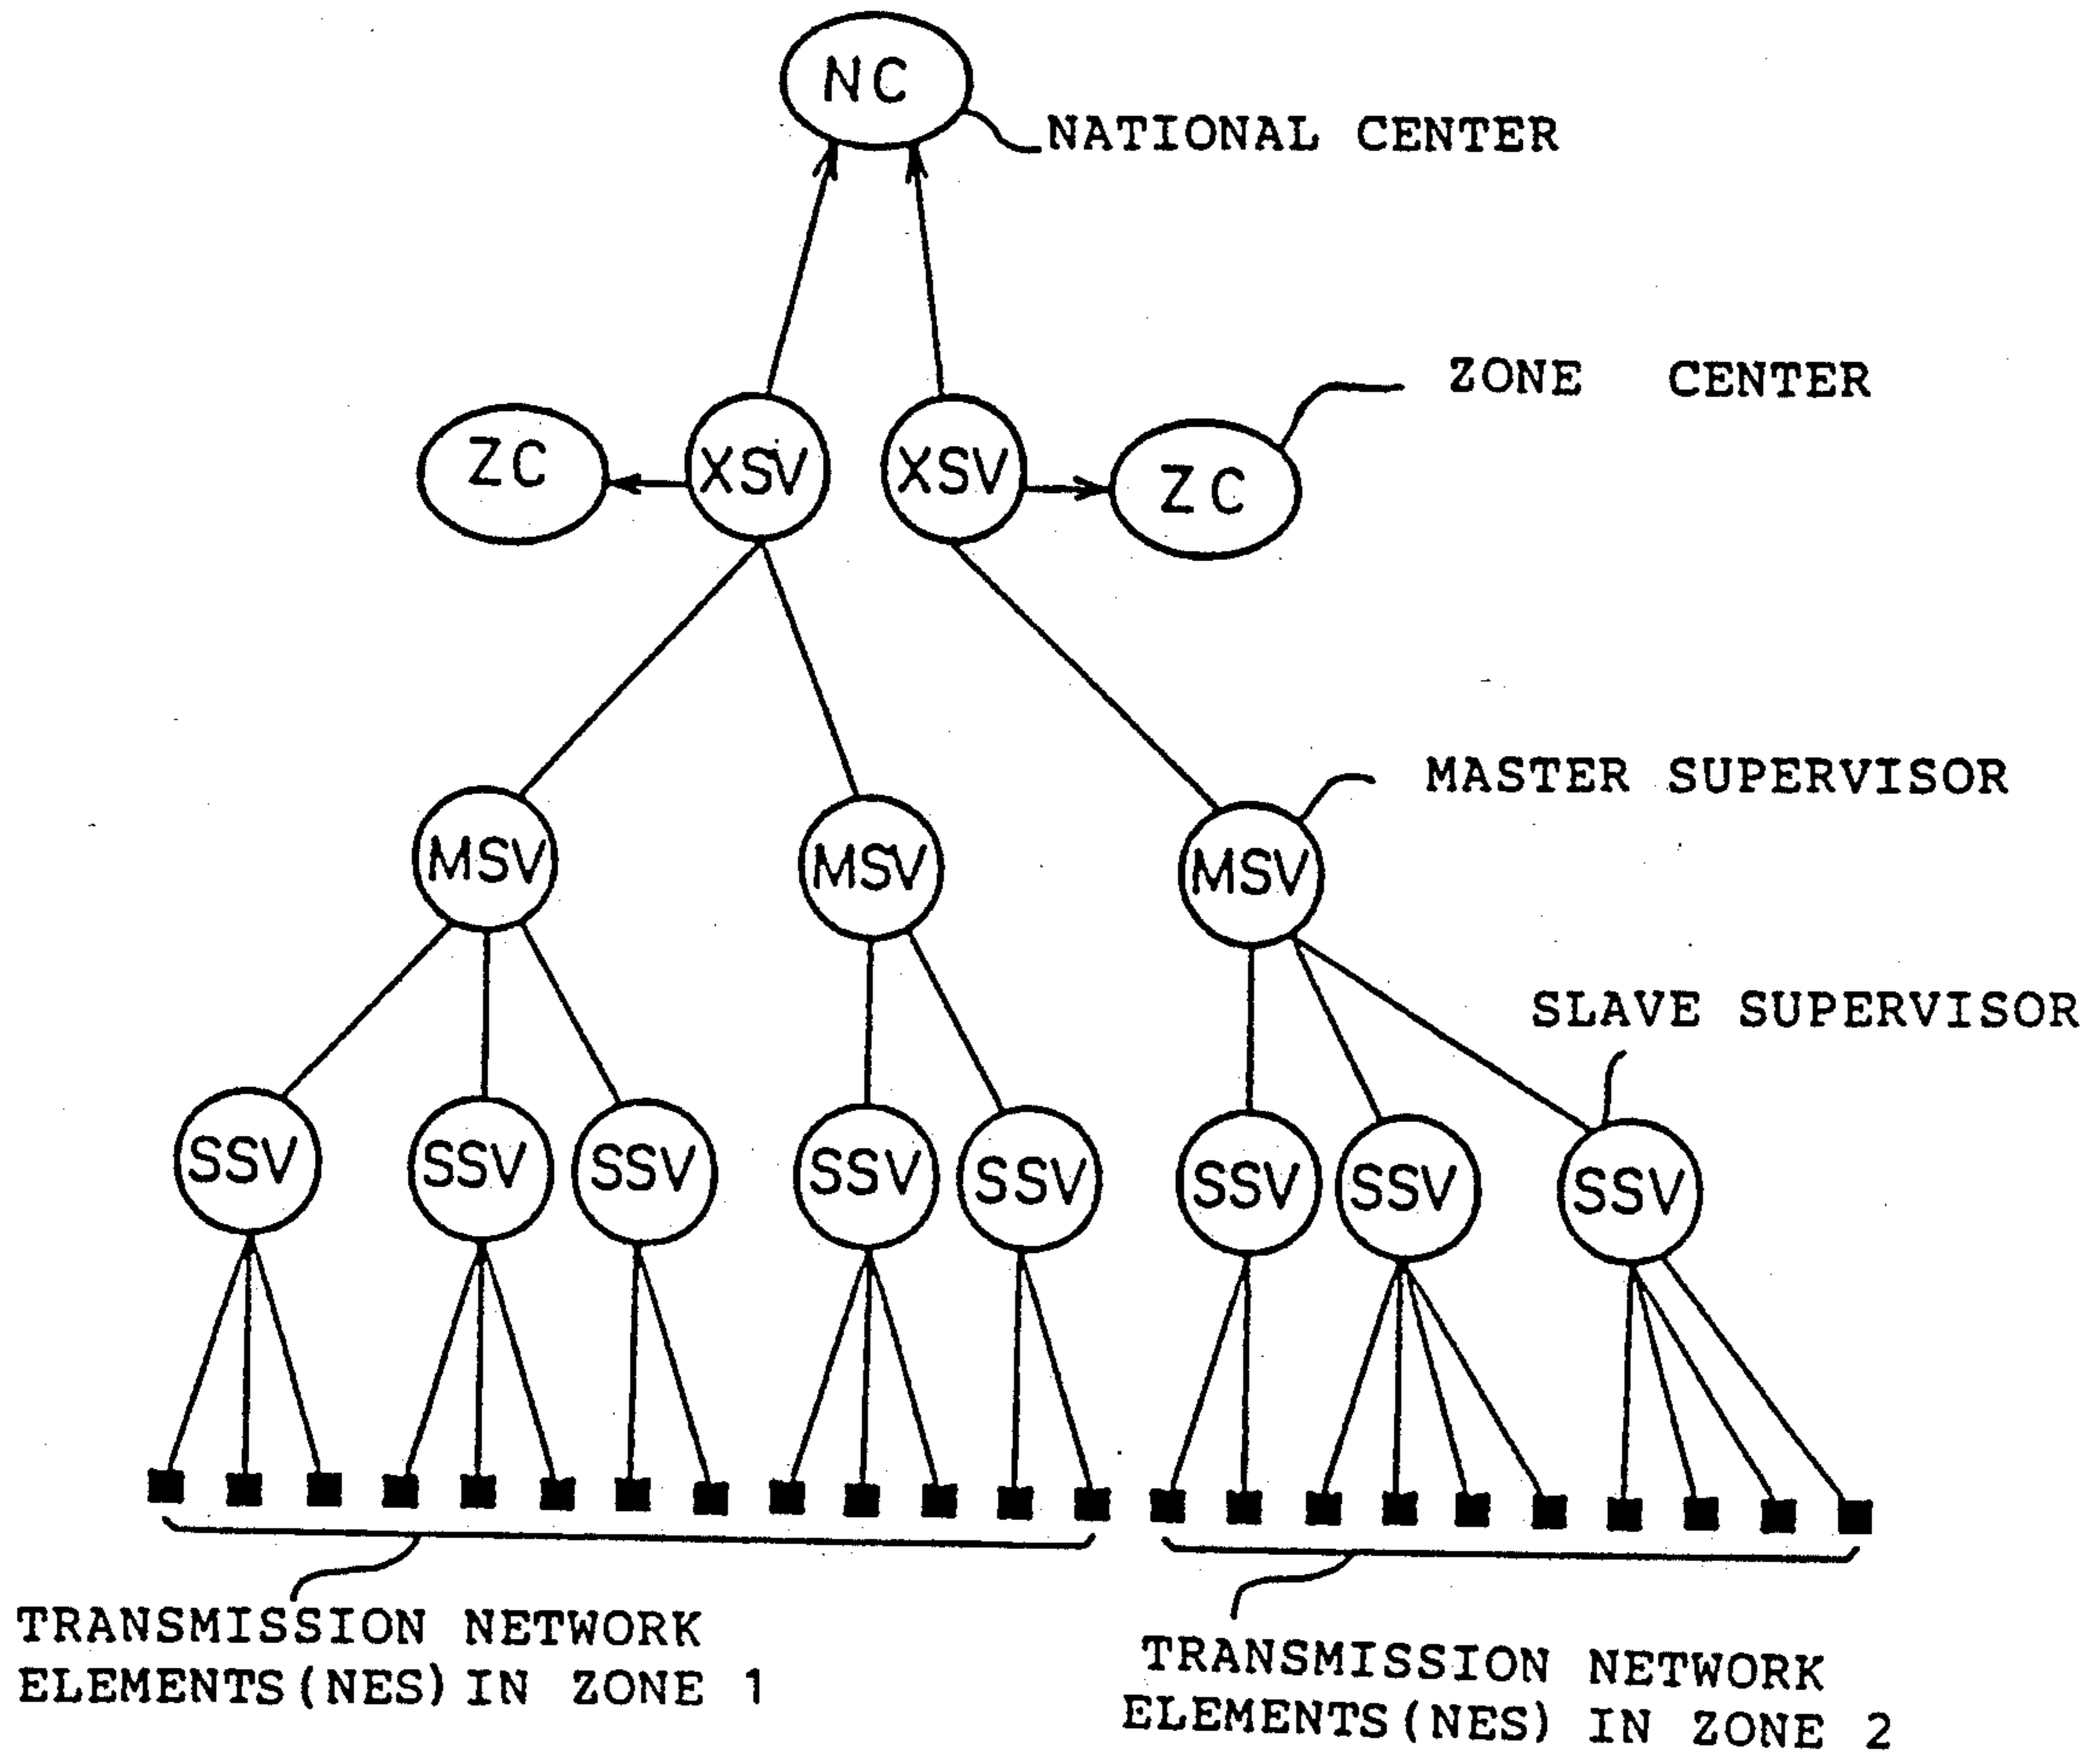 NC
NATIONAL CENTER
ZONE CENTER
ZC
XSV
XSV
ZC
MASTER SUPERVISOR
MSV
MSV
MSV
SLAVE SUPERVISOR
SSV
SSV
SSV
SSV
SSV
SSV
SSV
SSV
TRANSMISSION NETWORK
ELEMENTS(NES) IN ZONE 1
TRANSMISSION NETWORK
ELEMENTS(NES) IN ZONE 2